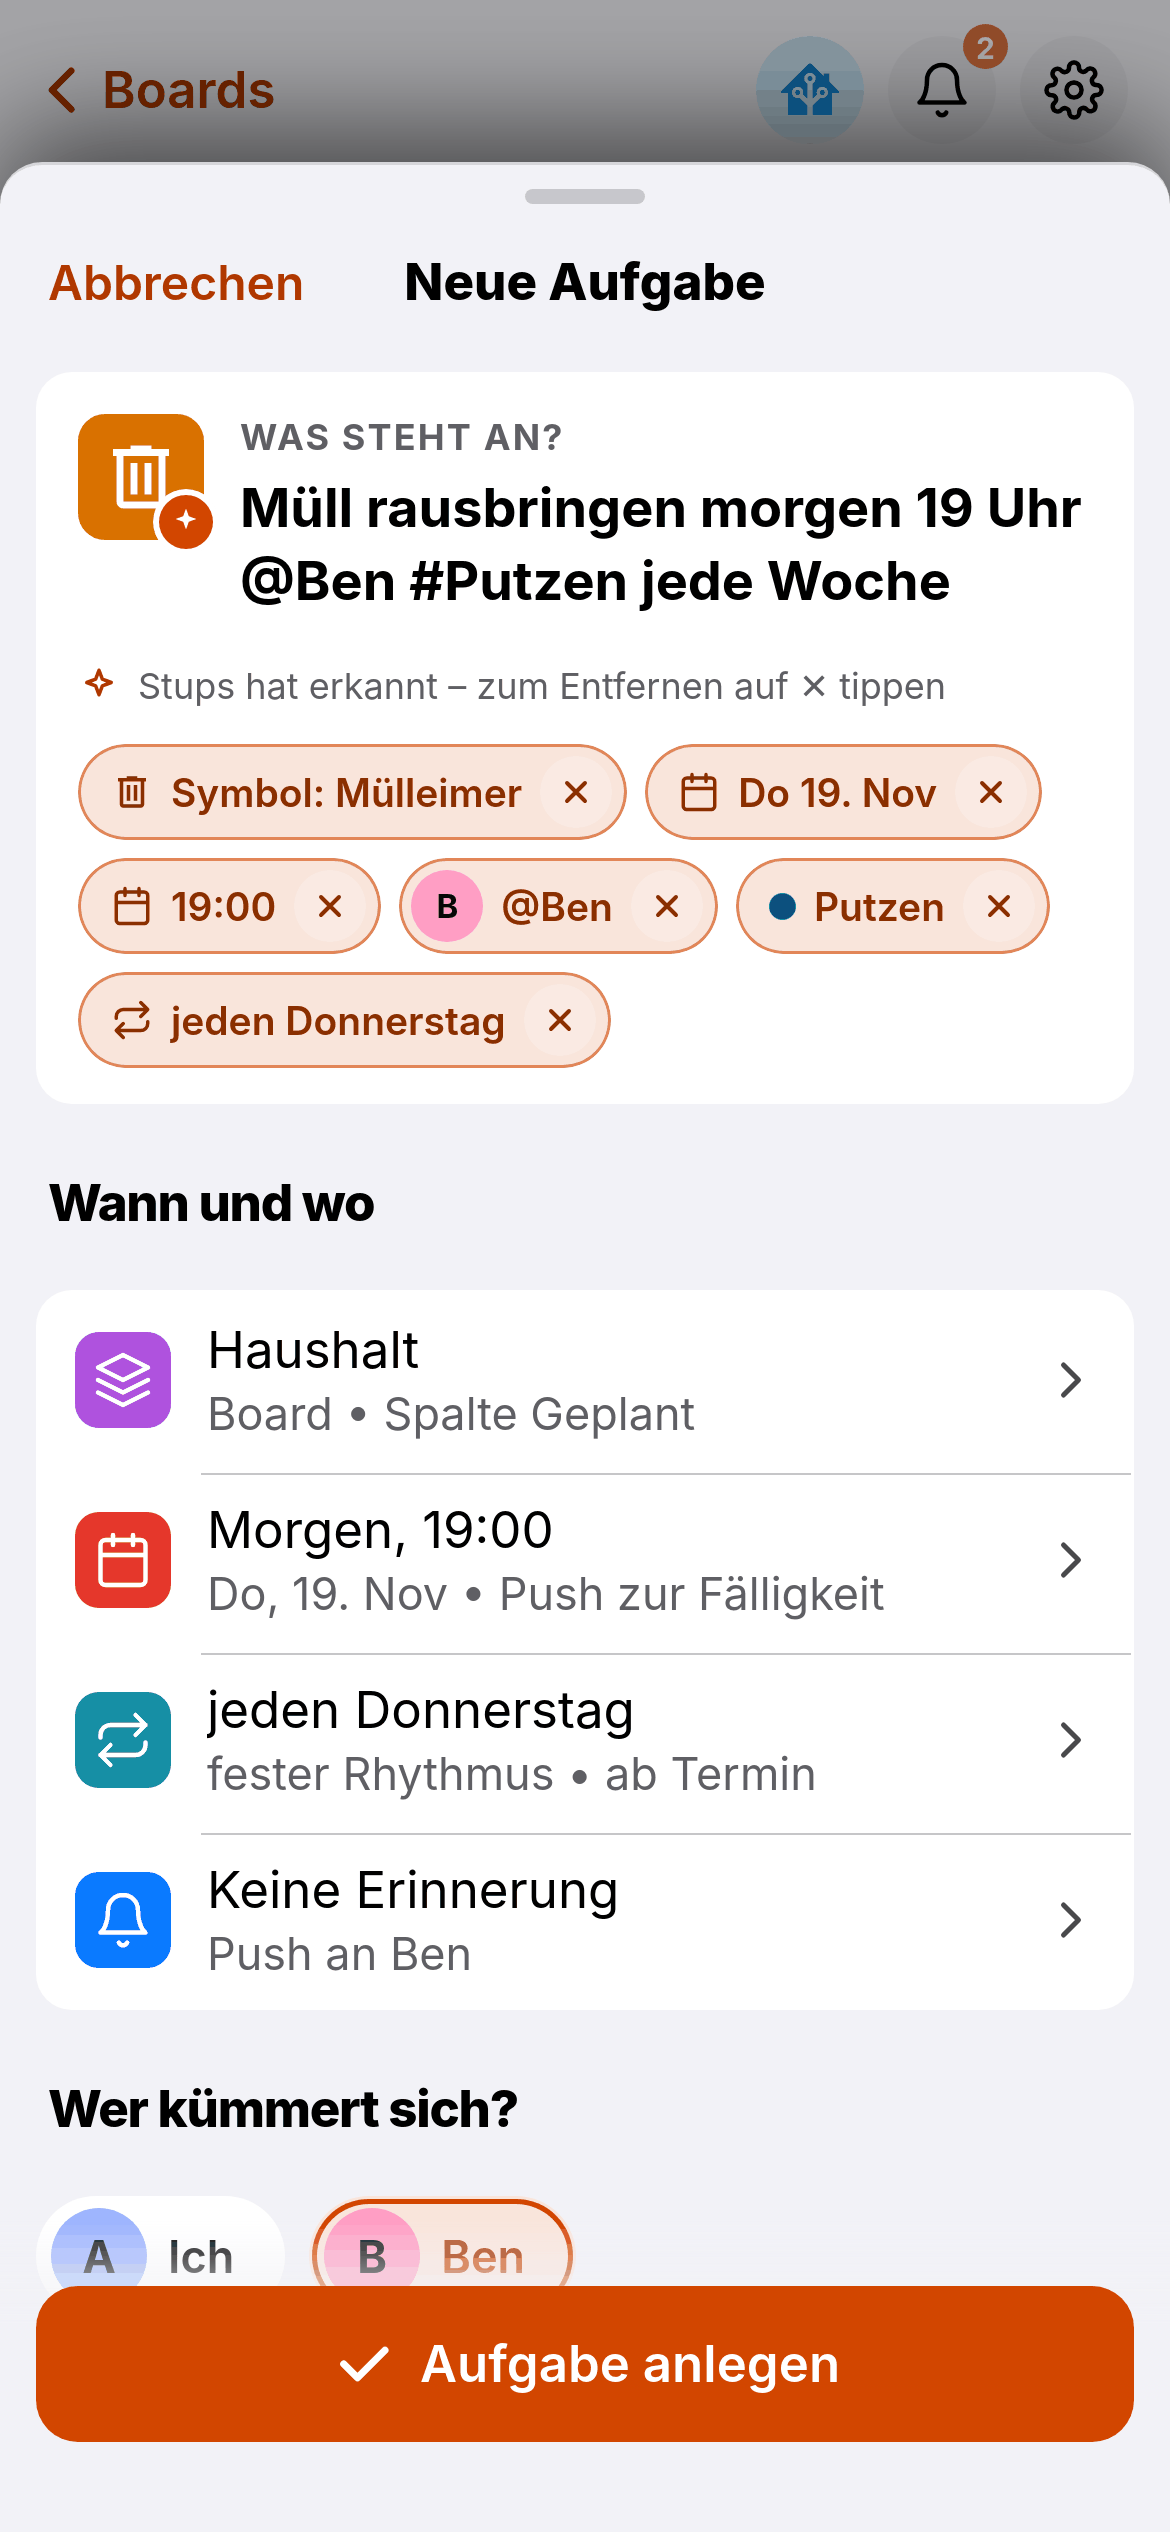 Boards
2
Abbrechen
Neue Aufgabe
WAS STEHT AN?
Müll rausbringen morgen 19 Uhr
@Ben #Putzen jede Woche
Stups hat erkannt – zum Entfernen auf ✕ tippen
Symbol: Mülleimer
Do 19. Nov
19:00
B
@Ben
Putzen
jeden Donnerstag
Wann und wo
Haushalt
Board • Spalte Geplant
Morgen, 19:00
Do, 19. Nov • Push zur Fälligkeit
jeden Donnerstag
fester Rhythmus • ab Termin
Keine Erinnerung
Push an Ben
Wer kümmert sich?
A
Ich
B
Ben
Aufgabe anlegen